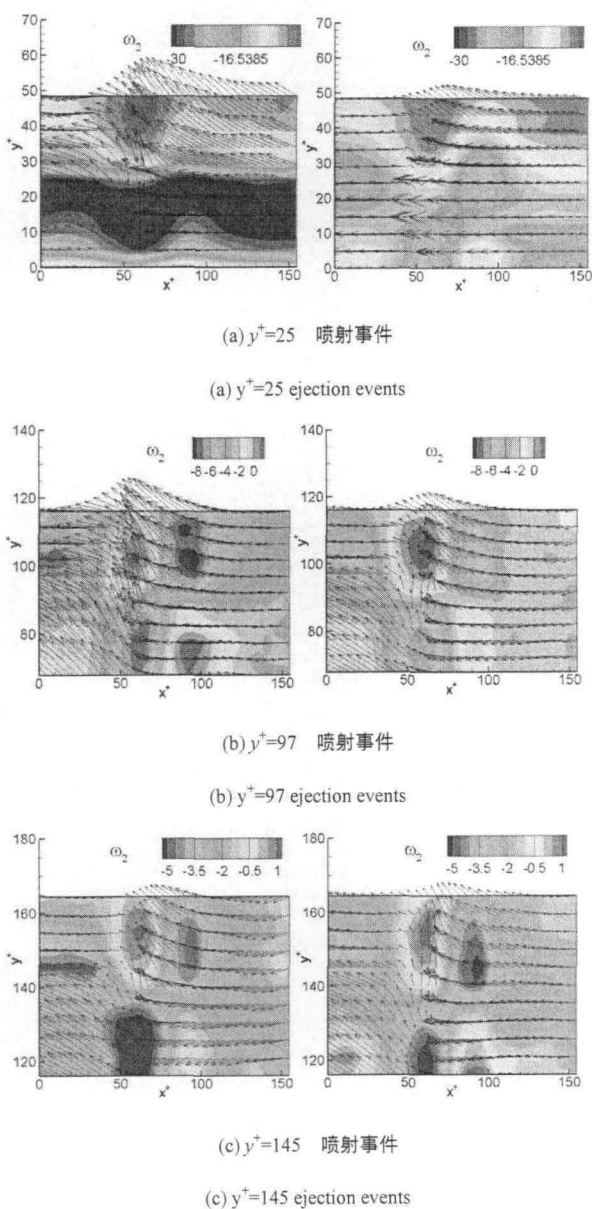 ω₂ -30 -16.5385
ω₂ -30 -16.5385
y⁺
70
60
50
40
30
20
10
0
0 50 100 150
x⁺
y⁺
70
60
50
40
30
20
10
0
0 50 100 150
x⁺
(a) y⁺=25 喷射事件
(a) y⁺=25 ejection events
ω₂ -8 -6 -4 -2 0
ω₂ -8 -6 -4 -2 0
y⁺
140
120
100
80
0 50 100 150
x⁺
y⁺
140
120
100
80
0 50 100 150
x⁺
(b) y⁺=97 喷射事件
(b) y⁺=97 ejection events
ω₂ -5 -3.5 -2 -0.5 1
ω₂ -5 -3.5 -2 -0.5 1
y⁺
180
160
140
120
0 50 100 150
x⁺
y⁺
180
160
140
120
0 50 100 150
x⁺
(c) y⁺=145 喷射事件
(c) y⁺=145 ejection events